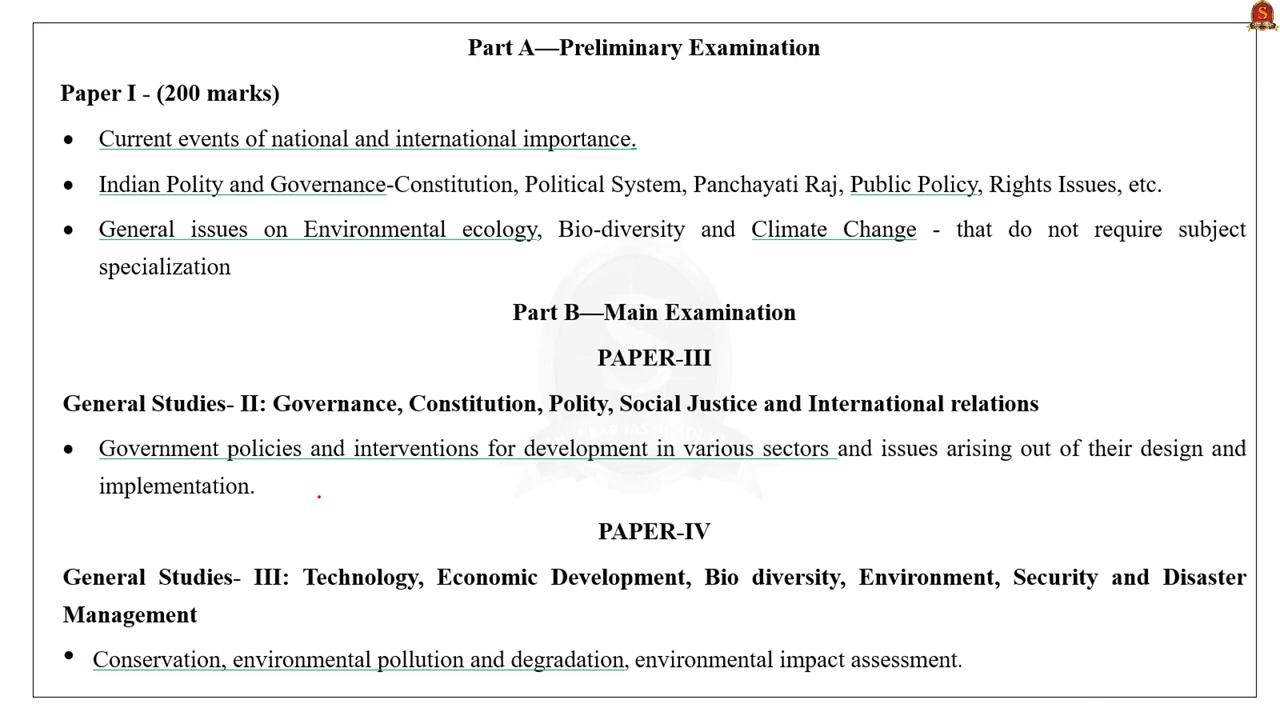 Part A—Preliminary Examination
Paper I - (200 marks)
• Current events of national and international importance.
• Indian Polity and Governance-Constitution, Political System, Panchayati Raj, Public Policy, Rights Issues, etc.
• General issues on Environmental ecology, Bio-diversity and Climate Change - that do not require subject
specialization
Part B—Main Examination
PAPER-III
General Studies- II: Governance, Constitution, Polity, Social Justice and International relations
• Government policies and interventions for development in various sectors and issues arising out of their design and
implementation.
PAPER-IV
General Studies- III: Technology, Economic Development, Bio diversity, Environment, Security and Disaster
Management
• Conservation, environmental pollution and degradation, environmental impact assessment.